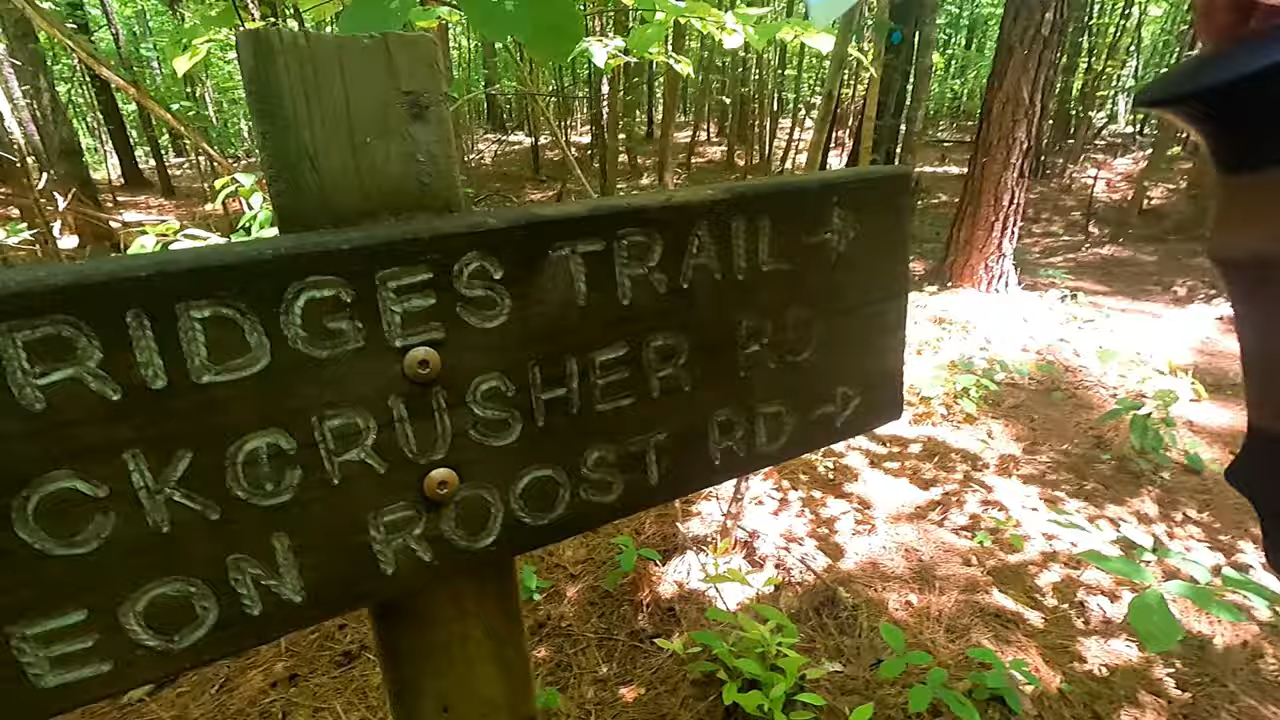 RIDGES TRAIL →
CKCRUSHER RD
EON ROOST RD →